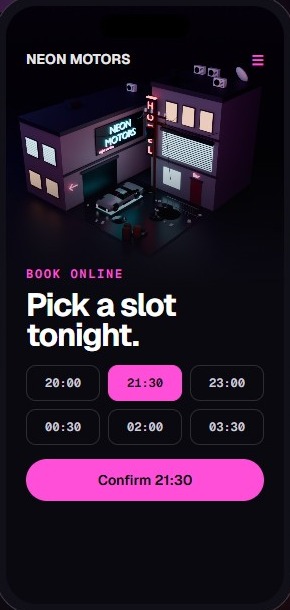 NEON MOTORS
NEON
MOTORS
HOTEL
BOOK ONLINE
Pick a slot
tonight.
20:00
21:30
23:00
00:30
02:00
03:30
Confirm 21:30